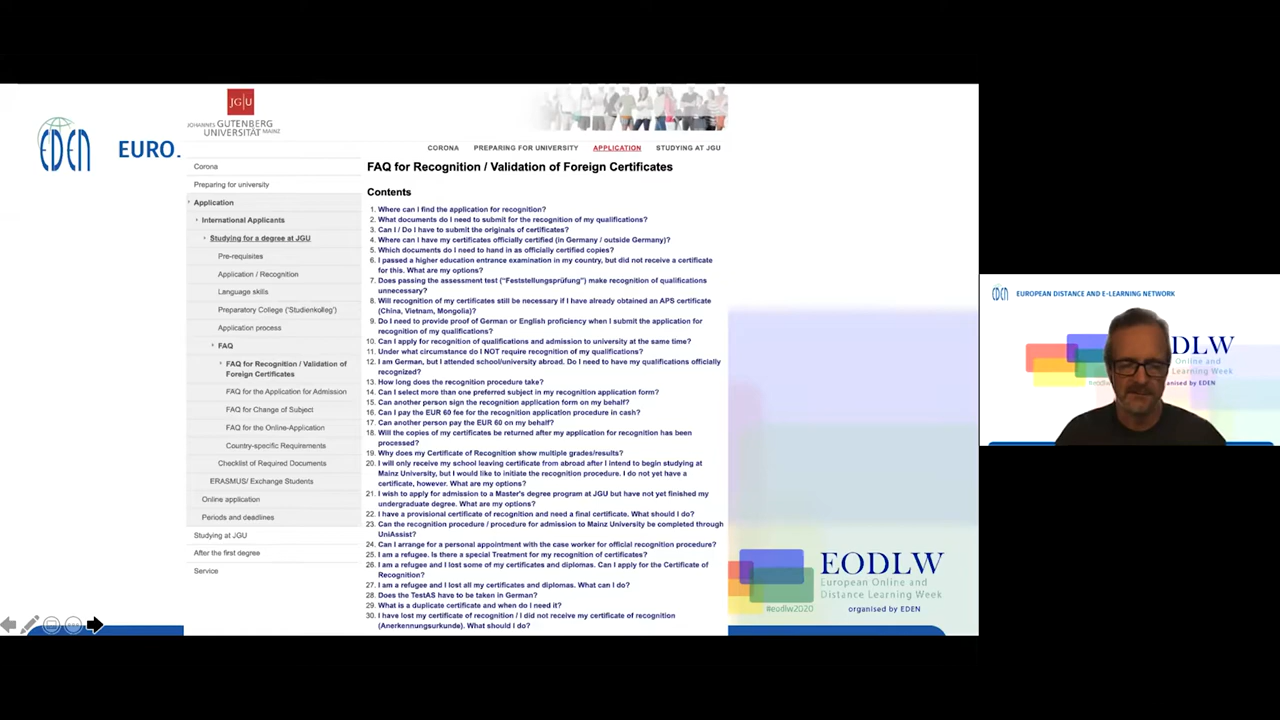 EDEN
EURO.
JG|U
JOHANNES GUTENBERG
UNIVERSITÄT MAINZ
CORONA
PREPARING FOR UNIVERSITY
APPLICATION
STUDYING AT JGU
Corona
Preparing for university
Application
International Applicants
Studying for a degree at JGU
Pre-requisites
Application / Recognition
Language skills
Preparatory College ('Studienkolleg')
Application process
FAQ
FAQ for Recognition / Validation of
Foreign Certificates
FAQ for the Application for Admission
FAQ for Change of Subject
FAQ for the Online-Application
Country-specific Requirements
Checklist of Required Documents
ERASMUS/ Exchange Students
Online application
Periods and deadlines
Studying at JGU
After the first degree
Service
FAQ for Recognition / Validation of Foreign Certificates
Contents
1. Where can I find the application for recognition?
2. What documents do I need to submit for the recognition of my qualifications?
3. Can I / Do I have to submit the originals of certificates?
4. Where can I have my certificates officially certified (in Germany / outside Germany)?
5. Which documents do I need to hand in as officially certified copies?
6. I passed a higher education entrance examination in my country, but did not receive a certificate
for this. What are my options?
7. Does passing the assessment test ("Feststellungsprüfung") make recognition of qualifications
unnecessary?
8. Will recognition of my certificates still be necessary if I have already obtained an APS certificate
(China, Vietnam, Mongolia)?
9. Do I need to provide proof of German or English proficiency when I submit the application for
recognition of my qualifications?
10. Can I apply for recognition of qualifications and admission to university at the same time?
11. Under what circumstance do I NOT require recognition of my qualifications?
12. I am German, but I attended school/university abroad. Do I need to have my qualifications officially
recognized?
13. How long does the recognition procedure take?
14. Can I select more than one preferred subject in my recognition application form?
15. Can another person sign the recognition application form on my behalf?
16. Can I pay the EUR 60 fee for the recognition application procedure in cash?
17. Can another person pay the EUR 60 on my behalf?
18. Will the copies of my certificates be returned after my application for recognition has been
processed?
19. Why does my Certificate of Recognition show multiple grades/results?
20. I will only receive my school leaving certificate from abroad after I intend to begin studying at
Mainz University, but I would like to initiate the recognition procedure. I do not yet have a
certificate, however. What are my options?
21. I wish to apply for admission to a Master's degree program at JGU but have not yet finished my
undergraduate degree. What are my options?
22. I have a provisional certificate of recognition and need a final certificate. What should I do?
23. Can the recognition procedure / procedure for admission to Mainz University be completed through
UniAssist?
24. Can I arrange for a personal appointment with the case worker for official recognition procedure?
25. I am a refugee. Is there a special Treatment for my recognition of certificates?
26. I am a refugee and I lost some of my certificates and diplomas. Can I apply for the Certificate of
Recognition?
27. I am a refugee and I lost all my certificates and diplomas. What can I do?
28. Does the TestAS have to be taken in German?
29. What is a duplicate certificate and when do I need it?
30. I have lost my certificate of recognition / I did not receive my certificate of recognition
(Anerkennungsurkunde). What should I do?
EODLW
European Online and
Distance Learning Week
#eodlw2020
organised by EDEN
EDEN
EUROPEAN DISTANCE AND E-LEARNING NETWORK
DLW
Online and
Learning Week
organised by EDEN